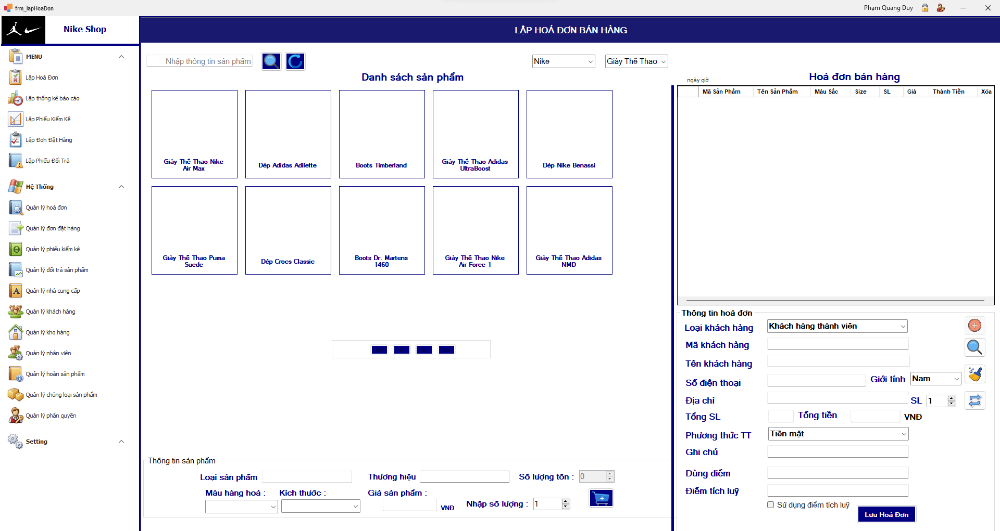 frm_lapHoaDon
Phạm Quang Duy
Nike Shop
LẬP HOÁ ĐƠN BÁN HÀNG
MENU
Lập Hoá Đơn
Lập thống kê báo cáo
Lập Phiếu Kiểm Kê
Lập Đơn Đặt Hàng
Lập Phiếu Đổi Trả
Hệ Thống
Quản lý hoá đơn
Quản lý đơn đặt hàng
Quản lý phiếu kiểm kê
Quản lý đổi trả sản phẩm
Quản lý nhà cung cấp
Quản lý khách hàng
Quản lý kho hàng
Quản lý nhân viên
Quản lý hoàn sản phẩm
Quản lý chủng loại sản phẩm
Quản lý phân quyền
Setting
Nhập thông tin sản phẩm
Nike
Giày Thể Thao
Danh sách sản phẩm
Giày Thể Thao Nike
Air Max
Dép Adidas Adilette
Boots Timberland
Giày Thể Thao Adidas
UltraBoost
Dép Nike Benassi
Giày Thể Thao Puma
Suede
Dép Crocs Classic
Boots Dr. Martens
1460
Giày Thể Thao Nike
Air Force 1
Giày Thể Thao Adidas
NMD
Thông tin sản phẩm
Loại sản phẩm
Thương hiệu
Số lượng tồn : 0
Màu hàng hoá :
Kích thước :
Giá sản phẩm :
VNĐ
Nhập số lượng : 1
ngày giờ
Hoá đơn bán hàng
Mã Sản Phẩm Tên Sản Phẩm Màu Sắc Size SL Giá Thành Tiền Xóa
Thông tin hoá đơn
Loại khách hàng Khách hàng thành viên
Mã khách hàng
Tên khách hàng
Số điện thoại Giới tính Nam
Địa chỉ SL 1
Tổng SL Tổng tiền VNĐ
Phương thức TT Tiền mặt
Ghi chú
Dùng điểm
Điểm tích luỹ
Sử dụng điểm tích luỹ
Lưu Hoá Đơn